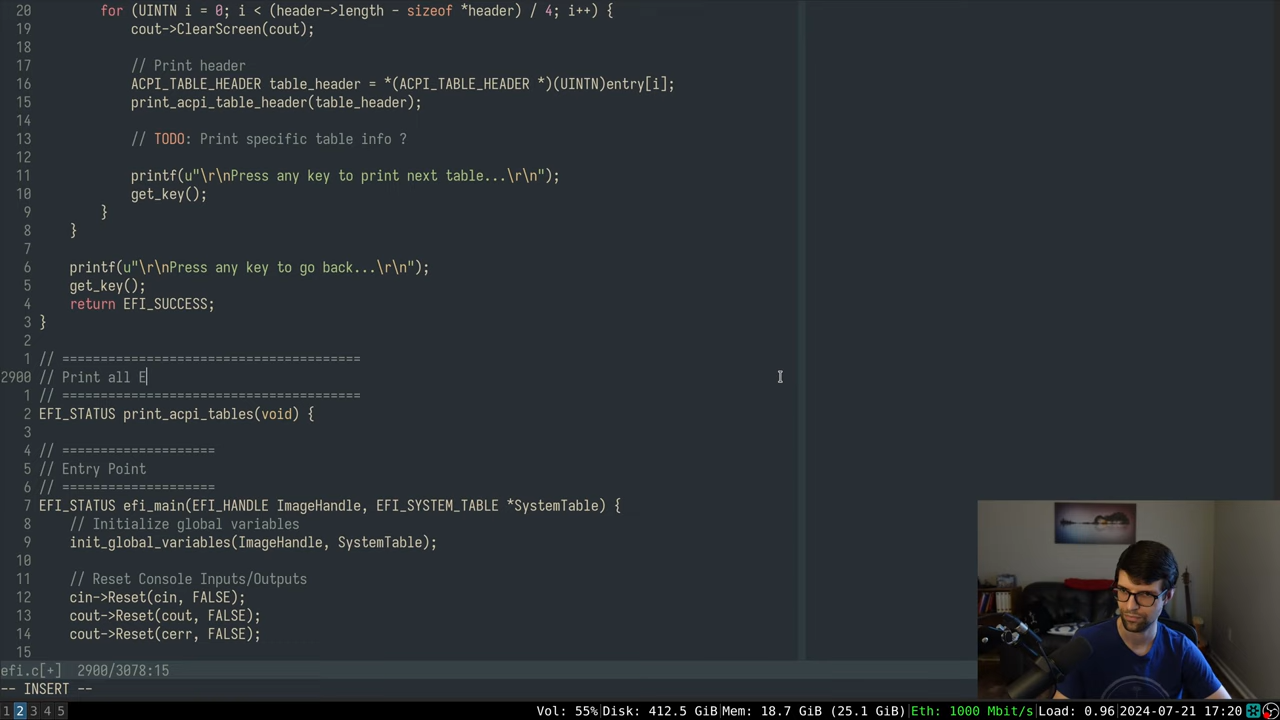 20         for (UINTN i = 0; i < (header->length - sizeof *header) / 4; i++) {
19             cout->ClearScreen(cout);
18
17             // Print header
16             ACPI_TABLE_HEADER table_header = *(ACPI_TABLE_HEADER *)(UINTN)entry[i];
15             print_acpi_table_header(table_header);
14
13             // TODO: Print specific table info ?
12
11             printf(u"\r\nPress any key to print next table...\r\n");
10             get_key();
9         }
8     }
7
6     printf(u"\r\nPress any key to go back...\r\n");
5     get_key();
4     return EFI_SUCCESS;
3 }
2
1 // =======================================
2900 // Print all E
1 // =======================================
2 EFI_STATUS print_acpi_tables(void) {
3
4 // ====================
5 // Entry Point
6 // ====================
7 EFI_STATUS efi_main(EFI_HANDLE ImageHandle, EFI_SYSTEM_TABLE *SystemTable) {
8     // Initialize global variables
9     init_global_variables(ImageHandle, SystemTable);
10
11     // Reset Console Inputs/Outputs
12     cin->Reset(cin, FALSE);
13     cout->Reset(cout, FALSE);
14     cout->Reset(cerr, FALSE);
15
efi.c[+]  2900/3078:15
-- INSERT --
1 2 3 4 5 Vol: 55% Disk: 412.5 GiB Mem: 18.7 GiB (25.1 GiB) Eth: 1000 Mbit/s Load: 0.96 2024-07-21 17:20